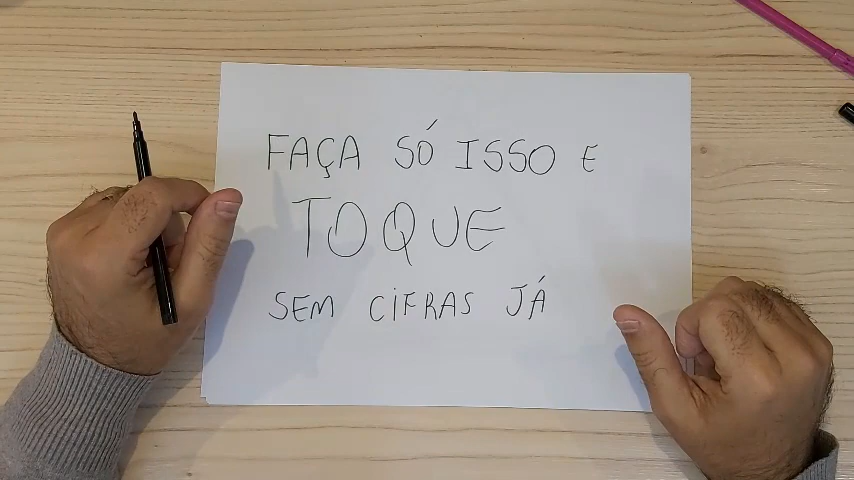 FAÇA SÓ ISSO E
TOQUE
SEM CIFRAS JÁ